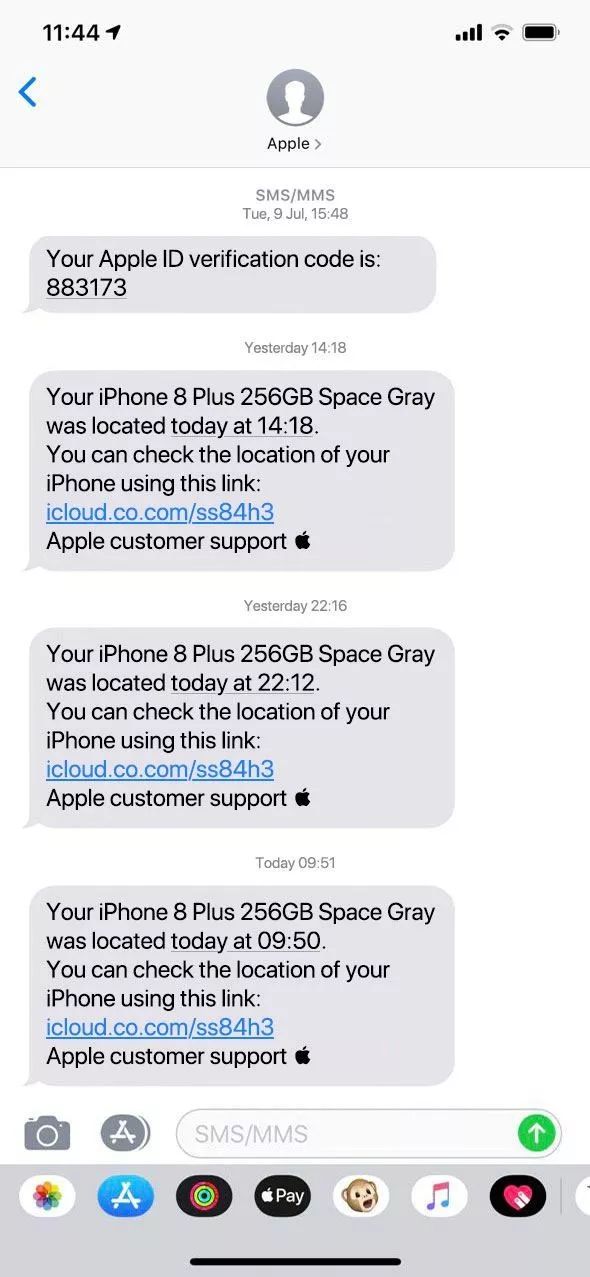 11:44
Apple
SMS/MMS
Tue, 9 Jul, 15:48
Your Apple ID verification code is:
883173
Yesterday 14:18
Your iPhone 8 Plus 256GB Space Gray
was located today at 14:18.
You can check the location of your
iPhone using this link:
icloud.co.com/ss84h3
Apple customer support 
Yesterday 22:16
Your iPhone 8 Plus 256GB Space Gray
was located today at 22:12.
You can check the location of your
iPhone using this link:
icloud.co.com/ss84h3
Apple customer support 
Today 09:51
Your iPhone 8 Plus 256GB Space Gray
was located today at 09:50.
You can check the location of your
iPhone using this link:
icloud.co.com/ss84h3
Apple customer support 
SMS/MMS
Pay